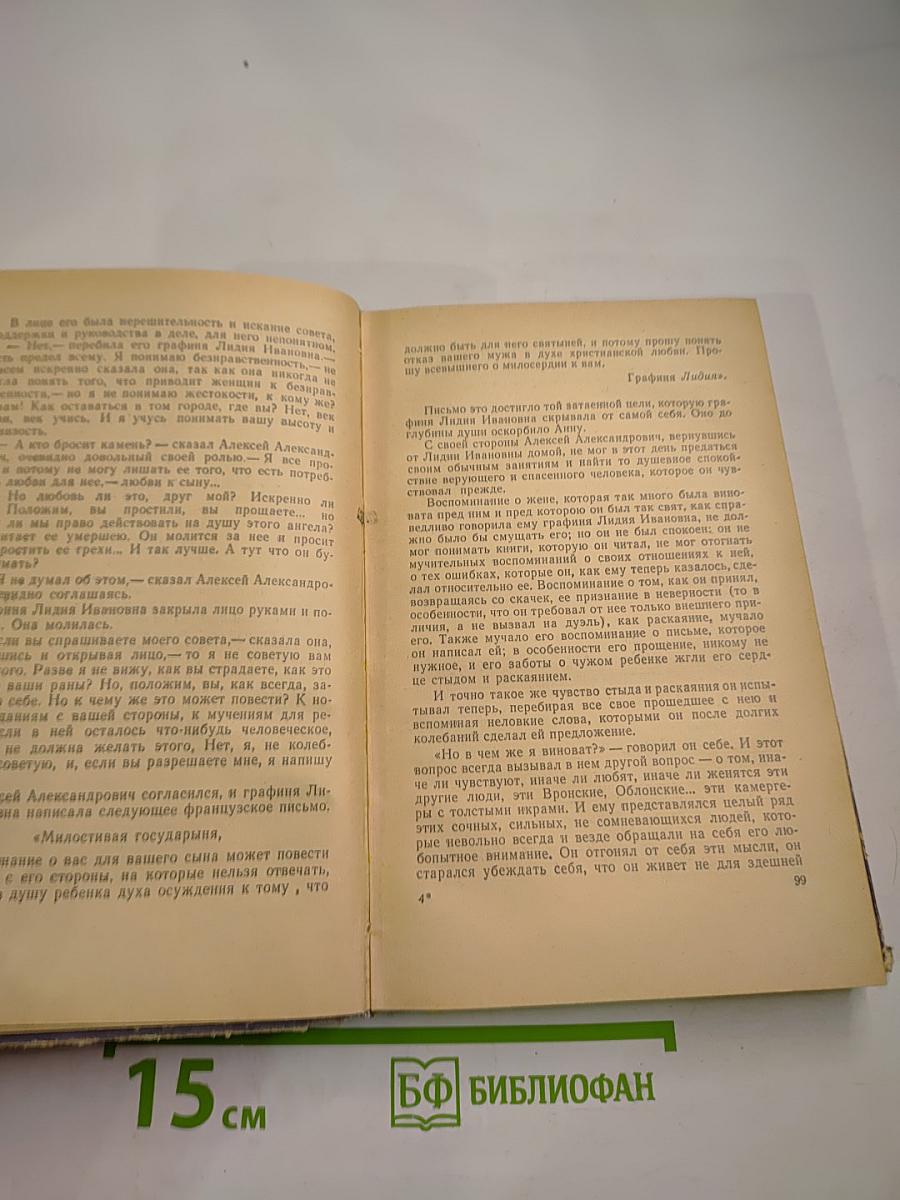 В лице его была нерешительность и искание совета,
оддержки и руководства в деле, для него непонятном.
— Нет,— перебила его графиня Лидия Ивановна.—
ть предел всему. Я понимаю безнравственность,— не
всем искренно сказала она, так как она никогда не
гла понять того, что приводит женщин к безнрав-
енности,— но я не понимаю жестокости, к кому же?
вам! Как оставаться в том городе, где вы? Нет, век
и, век учись. И я учусь понимать вашу высоту и
изость.
— А кто бросит камень? — сказал Алексей Александ-
ч, очевидно довольный своей ролью.— Я все про-
и потому не могу лишать ее того, что есть потреб-
любви для нее,— любви к сыну...
Но любовь ли это, друг мой? Искренно ли
Положим, вы простили, вы прощаете... но
ли мы право действовать на душу этого ангела?
итает ее умершею. Он молится за нее и просит
ростить ее грехи... И так лучше. А тут что он бу-
мать?
Я не думал об этом,— сказал Алексей Александро-
евидно соглашаясь.
финя Лидия Ивановна закрыла лицо руками и по-
. Она молилась.
сли вы спрашиваете моего совета,— сказала она,
шись и открывая лицо,— то я не советую вам
ого. Разве я не вижу, как вы страдаете, как это
ваши раны? Но, положим, вы, как всегда, за-
о себе. Но к чему же это может повести? К но-
даниям с вашей стороны, к мучениям для ре-
сли в ней осталось что-нибудь человеческое,
не должна желать этого, Нет, я, не колеб-
советую, и, если вы разрешаете мне, я напишу
сей Александрович согласился, и графиня Ли-
вна написала следующее французское письмо.
«Милостивая государыня,
нание о вас для вашего сына может повести
с его стороны, на которые нельзя отвечать,
в душу ребенка духа осуждения к тому , что
должно быть для него святыней, и потому прошу понять
отказ вашего мужа в духе христианской любви. Про-
шу всевышнего о милосердии к вам.
Графиня Лидия».
Письмо это достигло той затаенной цели, которую гра-
финя Лидия Ивановна скрывала от самой себя. Оно до
глубины души оскорбило Анну.
С своей стороны Алексей Александрович, вернувшись
от Лидии Ивановны домой, не мог в этот день предаться
своим обычным занятиям и найти то душевное спокой-
ствие верующего и спасенного человека, которое он чув-
ствовал прежде.
Воспоминание о жене, которая так много была вино-
вата пред ним и пред которою он был так свят, как спра-
ведливо говорила ему графиня Лидия Ивановна, не дол-
жно было бы смущать его; но он не был спокоен: он не
мог понимать книги, которую он читал, не мог отогнать
мучительных воспоминаний о своих отношениях к ней,
о тех ошибках, которые он, как ему теперь казалось, сде-
лал относительно ее. Воспоминание о том, как он принял,
возвращаясь со скачек, ее признание в неверности (то в
особенности, что он требовал от нее только внешнего при-
личия, а не вызвал на дуэль), как раскаяние, мучало
его. Также мучало его воспоминание о письме, которое
он написал ей; в особенности его прощение, никому не
нужное, и его заботы о чужом ребенке жгли его серд-
це стыдом и раскаянием.
И точно такое же чувство стыда и раскаяния он испы-
тывал теперь, перебирая все свое прошедшее с нею и
вспоминая неловкие слова, которыми он после долгих
колебаний сделал ей предложение.
«Но в чем же я виноват?» — говорил он себе. И этот
вопрос всегда вызывал в нем другой вопрос — о том, ина-
че ли чувствуют, иначе ли любят, иначе ли женятся эти
другие люди, эти Вронские, Облонские... эти камерге-
ры с толстыми икрами. И ему представлялся целый ряд
этих сочных, сильных, не сомневающихся людей, кото-
рые невольно всегда и везде обращали на себя его лю-
бопытное внимание. Он отгонял от себя эти мысли, он
старался убеждать себя, что он живет не для здешней
99
4*
15 см
БФ БИБЛИОФАН